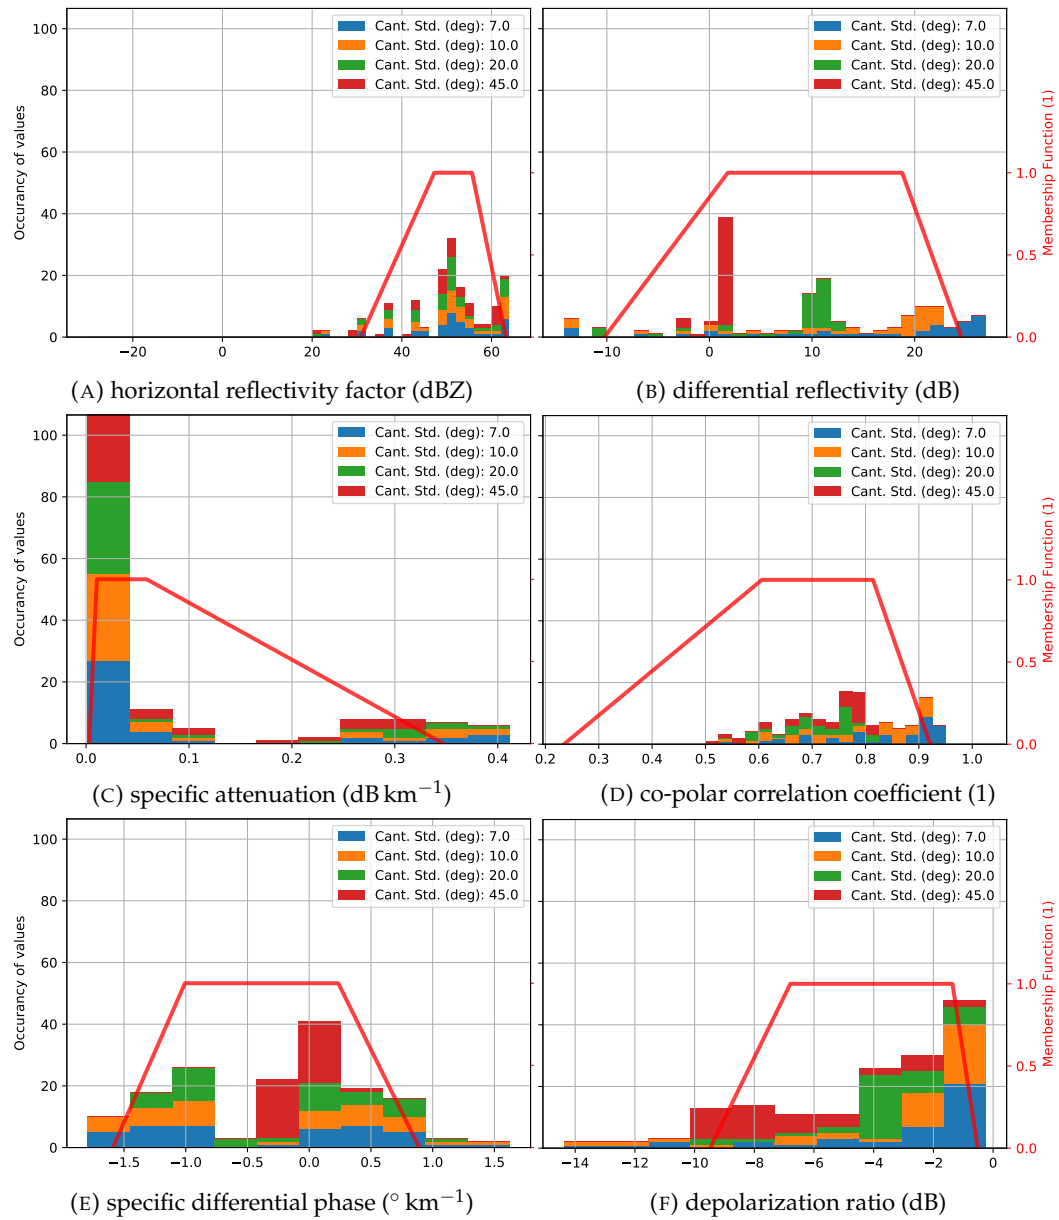 100
80
60
40
20
0
Occurance of values
Cant. Std. (deg): 7.0
Cant. Std. (deg): 10.0
Cant. Std. (deg): 20.0
Cant. Std. (deg): 45.0
−20
0
20
40
60
(A) horizontal reflectivity factor (dBZ)
Cant. Std. (deg): 7.0
Cant. Std. (deg): 10.0
Cant. Std. (deg): 20.0
Cant. Std. (deg): 45.0
1.0
0.5
0.0
Membership Function (1)
−10
0
10
20
(B) differential reflectivity (dB)
100
80
60
40
20
0
Occurancy of values
Cant. Std. (deg): 7.0
Cant. Std. (deg): 10.0
Cant. Std. (deg): 20.0
Cant. Std. (deg): 45.0
0.0
0.1
0.2
0.3
0.4
(C) specific attenuation (dB km⁻¹)
Cant. Std. (deg): 7.0
Cant. Std. (deg): 10.0
Cant. Std. (deg): 20.0
Cant. Std. (deg): 45.0
1.0
0.5
0.0
Membership Function (1)
0.2
0.3
0.4
0.5
0.6
0.7
0.8
0.9
1.0
(D) co-polar correlation coefficient (1)
100
80
60
40
20
0
Occurancy of values
Cant. Std. (deg): 7.0
Cant. Std. (deg): 10.0
Cant. Std. (deg): 20.0
Cant. Std. (deg): 45.0
−1.5
−1.0
−0.5
0.0
0.5
1.0
1.5
(E) specific differential phase (° km⁻¹)
Cant. Std. (deg): 7.0
Cant. Std. (deg): 10.0
Cant. Std. (deg): 20.0
Cant. Std. (deg): 45.0
1.0
0.5
0.0
Membership Function (1)
−14
−12
−10
−8
−6
−4
−2
0
(F) depolarization ratio (dB)